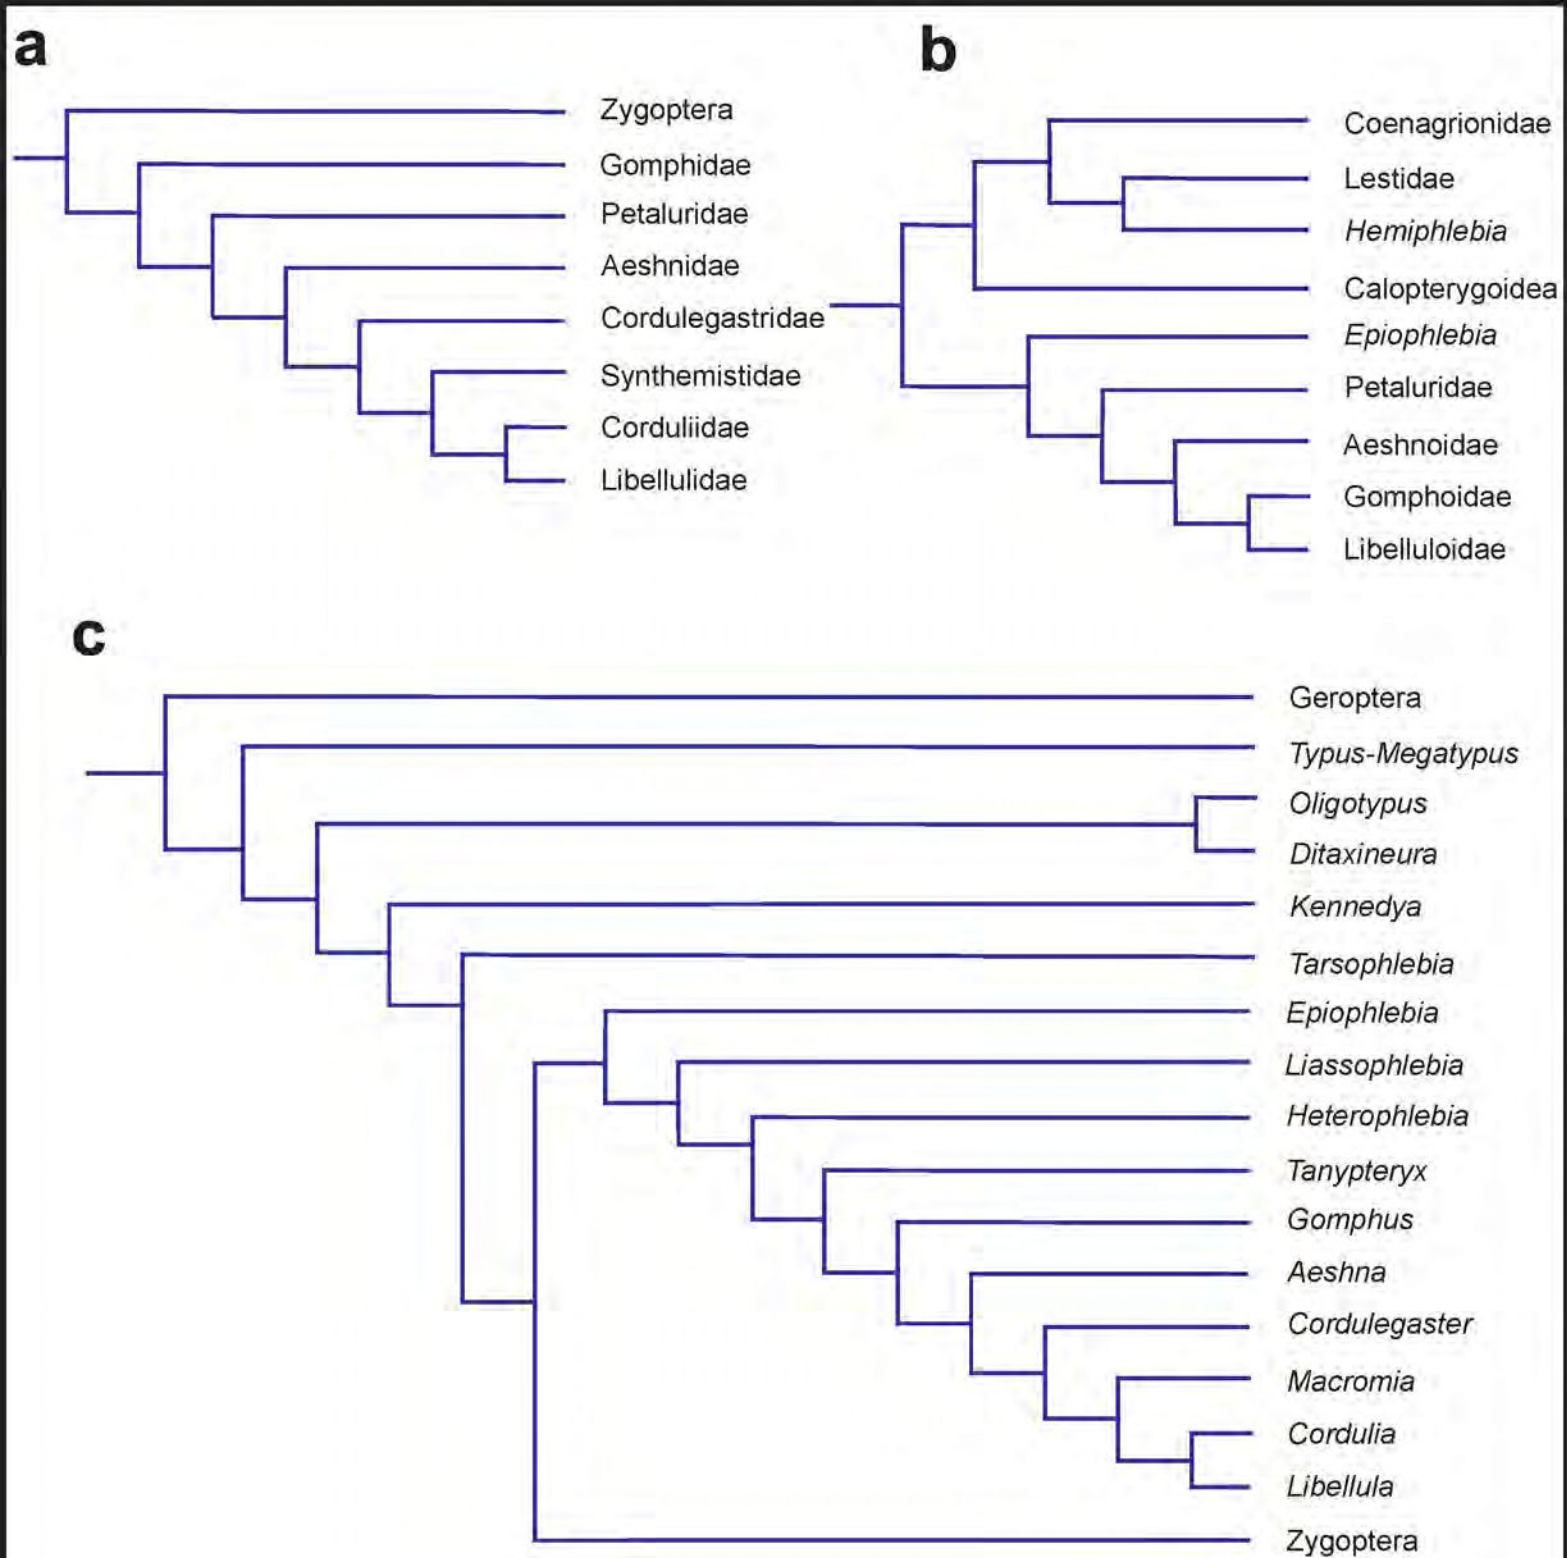 a
Zygoptera
Gomphidae
Petaluridae
Aeshnidae
Cordulegastridae
Synthemistidae
Corduliidae
Libellulidae
b
Coenagrionidae
Lestidae
Hemiphlebia
Calopterygoidea
Epiophlebia
Petaluridae
Aeshnoidae
Gomphoidae
Libelluloidae
c
Geroptera
Typus-Megatypus
Oligotypus
Ditaxineura
Kennedya
Tarsophlebia
Epiophlebia
Liassophlebia
Heterophlebia
Tanypteryx
Gomphus
Aeshna
Cordulegaster
Macromia
Cordulia
Libellula
Zygoptera